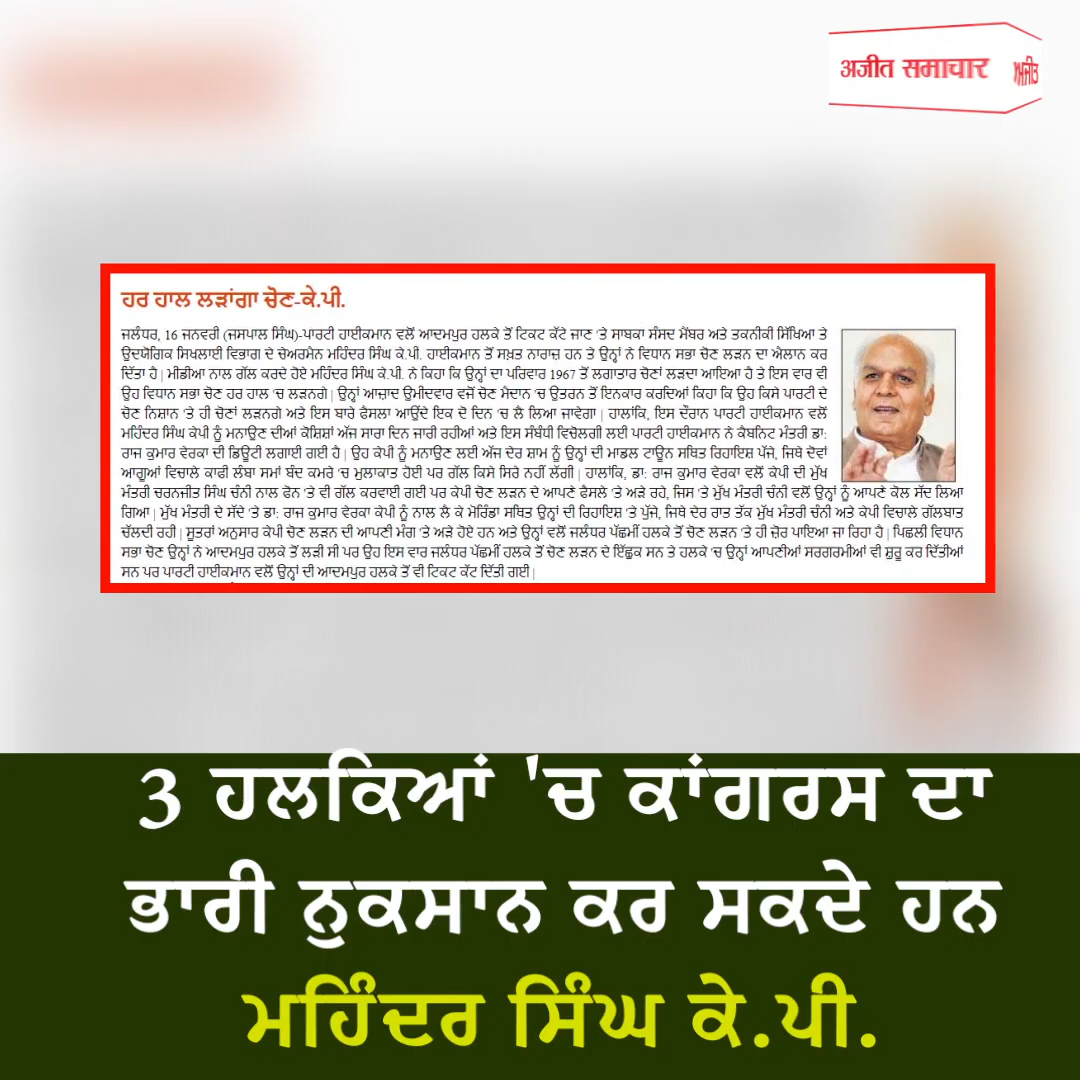 अजीत समाचार ਅਜੀਤ
ਹਰ ਹਾਲ ਲੜਾਂਗਾ ਚੋਣ-ਕੇ.ਪੀ.
ਜਲੰਧਰ, 16 ਜਨਵਰੀ (ਜਸਪਾਲ ਸਿੰਘ)-ਪਾਰਟੀ ਹਾਈਕਮਾਨ ਵਲੋਂ ਆਦਮਪੁਰ ਹਲਕੇ ਤੋਂ ਟਿਕਟ ਕੱਟੇ ਜਾਣ 'ਤੇ ਸਾਬਕਾ ਸੰਸਦ ਮੈਂਬਰ ਅਤੇ ਤਕਨੀਕੀ ਸਿੱਖਿਆ ਤੇ
ਉਦਯੋਗਿਕ ਸਿਖਲਾਈ ਵਿਭਾਗ ਦੇ ਚੇਅਰਮੈਨ ਮਹਿੰਦਰ ਸਿੰਘ ਕੇ.ਪੀ. ਹਾਈਕਮਾਨ ਤੋਂ ਸਖ਼ਤ ਨਾਰਾਜ਼ ਹਨ ਤੇ ਉਨ੍ਹਾਂ ਨੇ ਵਿਧਾਨ ਸਭਾ ਚੋਣ ਲੜਨ ਦਾ ਐਲਾਨ ਕਰ
ਦਿੱਤਾ ਹੈ | ਮੀਡੀਆ ਨਾਲ ਗੱਲ ਕਰਦੇ ਹੋਏ ਮਹਿੰਦਰ ਸਿੰਘ ਕੇ.ਪੀ. ਨੇ ਕਿਹਾ ਕਿ ਉਨ੍ਹਾਂ ਦਾ ਪਰਿਵਾਰ 1967 ਤੋਂ ਲਗਾਤਾਰ ਚੋਣਾਂ ਲੜਦਾ ਆਇਆ ਹੈ ਤੇ ਇਸ ਵਾਰ ਵੀ
ਉਹ ਵਿਧਾਨ ਸਭਾ ਚੋਣ ਹਰ ਹਾਲ 'ਚ ਲੜਨਗੇ | ਉਨ੍ਹਾਂ ਆਜ਼ਾਦ ਉਮੀਦਵਾਰ ਵਜੋਂ ਚੋਣ ਮੈਦਾਨ 'ਚ ਉਤਰਨ ਤੋਂ ਇਨਕਾਰ ਕਰਦਿਆਂ ਕਿਹਾ ਕਿ ਉਹ ਕਿਸੇ ਪਾਰਟੀ ਦੇ
ਚੋਣ ਨਿਸ਼ਾਨ 'ਤੇ ਹੀ ਚੋਣਾਂ ਲੜਨਗੇ ਅਤੇ ਇਸ ਬਾਰੇ ਫੈਸਲਾ ਆਉਂਦੇ ਇਕ ਦੋ ਦਿਨ 'ਚ ਲੈ ਲਿਆ ਜਾਵੇਗਾ | ਹਾਲਾਂਕਿ, ਇਸ ਦੌਰਾਨ ਪਾਰਟੀ ਹਾਈਕਮਾਨ ਵਲੋਂ
ਮਹਿੰਦਰ ਸਿੰਘ ਕੇਪੀ ਨੂੰ ਮਨਾਉਣ ਦੀਆਂ ਕੋਸ਼ਿਸ਼ਾਂ ਅੱਜ ਸਾਰਾ ਦਿਨ ਜਾਰੀ ਰਹੀਆਂ ਅਤੇ ਇਸ ਸੰਬੰਧੀ ਵਿਚੋਲਗੀ ਲਈ ਪਾਰਟੀ ਹਾਈਕਮਾਨ ਨੇ ਕੈਬਨਿਟ ਮੰਤਰੀ ਡਾ:
ਰਾਜ ਕੁਮਾਰ ਵੇਰਕਾ ਦੀ ਡਿਊਟੀ ਲਗਾਈ ਗਈ ਹੈ | ਉਹ ਕੇਪੀ ਨੂੰ ਮਨਾਉਣ ਲਈ ਅੱਜ ਦੇਰ ਸ਼ਾਮ ਨੂੰ ਉਨ੍ਹਾਂ ਦੀ ਮਾਡਲ ਟਾਊਨ ਸਥਿਤ ਰਿਹਾਇਸ਼ ਪੁੱਜੇ, ਜਿਥੇ ਦੋਵਾਂ
ਆਗੂਆਂ ਵਿਚਾਲੇ ਕਾਫੀ ਲੰਬਾ ਸਮਾਂ ਬੰਦ ਕਮਰੇ 'ਚ ਮੁਲਾਕਾਤ ਹੋਈ ਪਰ ਗੱਲ ਕਿਸੇ ਸਿਰੇ ਨਹੀਂ ਲੱਗੀ | ਹਾਲਾਂਕਿ, ਡਾ: ਰਾਜ ਕੁਮਾਰ ਵੇਰਕਾ ਵਲੋਂ ਕੇਪੀ ਦੀ ਮੁੱਖ
ਮੰਤਰੀ ਚਰਨਜੀਤ ਸਿੰਘ ਚੰਨੀ ਨਾਲ ਫੋਨ 'ਤੇ ਵੀ ਗੱਲ ਕਰਵਾਈ ਗਈ ਪਰ ਕੇਪੀ ਚੋਣ ਲੜਨ ਦੇ ਆਪਣੇ ਫੈਸਲੇ 'ਤੇ ਅੜੇ ਰਹੇ, ਜਿਸ 'ਤੇ ਮੁੱਖ ਮੰਤਰੀ ਚੰਨੀ ਵਲੋਂ ਉਨ੍ਹਾਂ ਨੂੰ ਆਪਣੇ ਕੋਲ ਸੱਦ ਲਿਆ
ਗਿਆ | ਮੁੱਖ ਮੰਤਰੀ ਦੇ ਸੱਦੇ 'ਤੇ ਡਾ: ਰਾਜ ਕੁਮਾਰ ਵੇਰਕਾ ਕੇਪੀ ਨੂੰ ਨਾਲ ਲੈ ਕੇ ਮੋਰਿੰਡਾ ਸਥਿਤ ਉਨ੍ਹਾਂ ਦੀ ਰਿਹਾਇਸ਼ 'ਤੇ ਪੁੱਜੇ, ਜਿਥੇ ਦੇਰ ਰਾਤ ਤੱਕ ਮੁੱਖ ਮੰਤਰੀ ਚੰਨੀ ਅਤੇ ਕੇਪੀ ਵਿਚਾਲੇ ਗੱਲਬਾਤ
ਚੱਲਦੀ ਰਹੀ | ਸੂਤਰਾਂ ਅਨੁਸਾਰ ਕੇਪੀ ਚੋਣ ਲੜਨ ਦੀ ਆਪਣੀ ਮੰਗ 'ਤੇ ਅੜੇ ਹੋਏ ਹਨ ਅਤੇ ਉਨ੍ਹਾਂ ਵਲੋਂ ਜਲੰਧਰ ਪੱਛਮੀਂ ਹਲਕੇ ਤੋਂ ਚੋਣ ਲੜਨ 'ਤੇ ਹੀ ਜ਼ੋਰ ਪਾਇਆ ਜਾ ਰਿਹਾ ਹੈ | ਪਿਛਲੀ ਵਿਧਾਨ
ਸਭਾ ਚੋਣ ਉਨ੍ਹਾਂ ਨੇ ਆਦਮਪੁਰ ਹਲਕੇ ਤੋਂ ਲੜੀ ਸੀ ਪਰ ਉਹ ਇਸ ਵਾਰ ਜਲੰਧਰ ਪੱਛਮੀਂ ਹਲਕੇ ਤੋਂ ਚੋਣ ਲੜਨ ਦੇ ਇੱਛੁਕ ਸਨ ਤੇ ਹਲਕੇ 'ਚ ਉਨ੍ਹਾਂ ਆਪਣੀਆਂ ਸਰਗਰਮੀਆਂ ਵੀ ਸ਼ੁਰੂ ਕਰ ਦਿੱਤੀਆਂ
ਸਨ ਪਰ ਪਾਰਟੀ ਹਾਈਕਮਾਨ ਵਲੋਂ ਉਨ੍ਹਾਂ ਦੀ ਆਦਮਪੁਰ ਹਲਕੇ ਤੋਂ ਵੀ ਟਿਕਟ ਕੱਟ ਦਿੱਤੀ ਗਈ |
3 ਹਲਕਿਆਂ 'ਚ ਕਾਂਗਰਸ ਦਾ
ਭਾਰੀ ਨੁਕਸਾਨ ਕਰ ਸਕਦੇ ਹਨ
ਮਹਿੰਦਰ ਸਿੰਘ ਕੇ.ਪੀ.